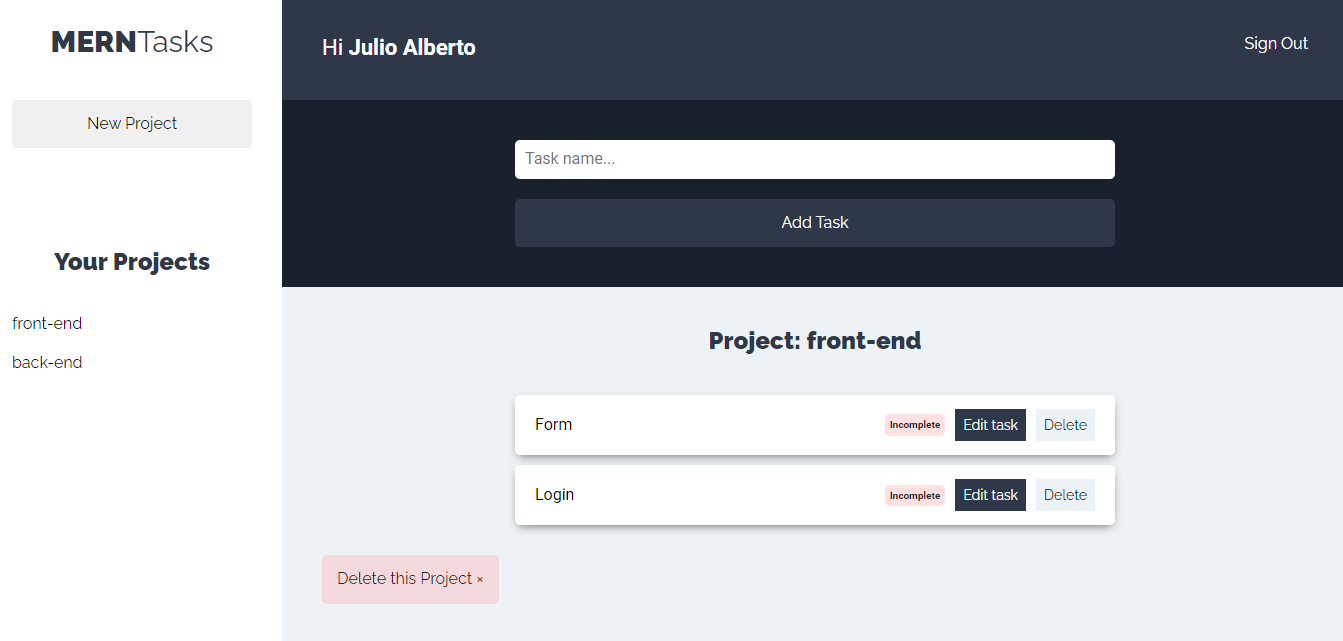 MERNTasks
New Project
Your Projects
front-end
back-end
Hi Julio Alberto
Sign Out
Task name...
Add Task
Project: front-end
Form Incomplete Edit task Delete
Login Incomplete Edit task Delete
Delete this Project ×